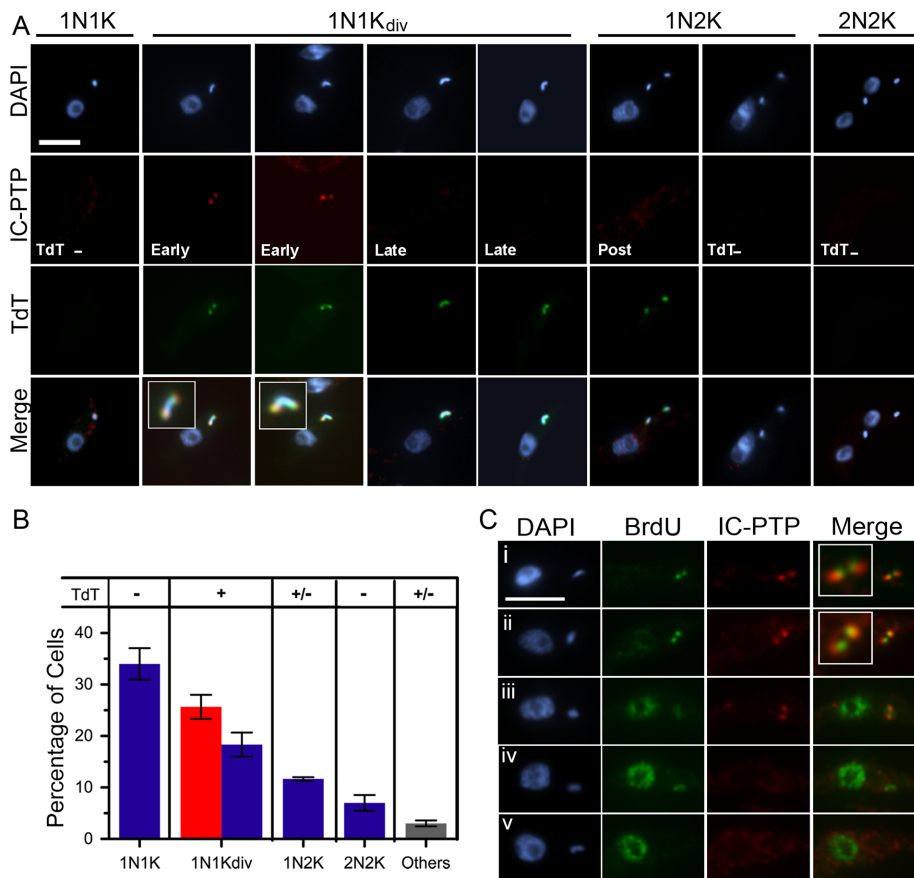 A
1N1K 1N1Kdiv 1N2K 2N2K
DAPI
IC-PTP
TdT – Early Early Late Late Post TdT– TdT–
TdT
Merge
B
TdT - + +/- - +/-
Percentage of Cells
40
30
20
10
0
1N1K 1N1Kdiv 1N2K 2N2K Others
C
DAPI BrdU IC-PTP Merge
i
ii
iii
iv
v